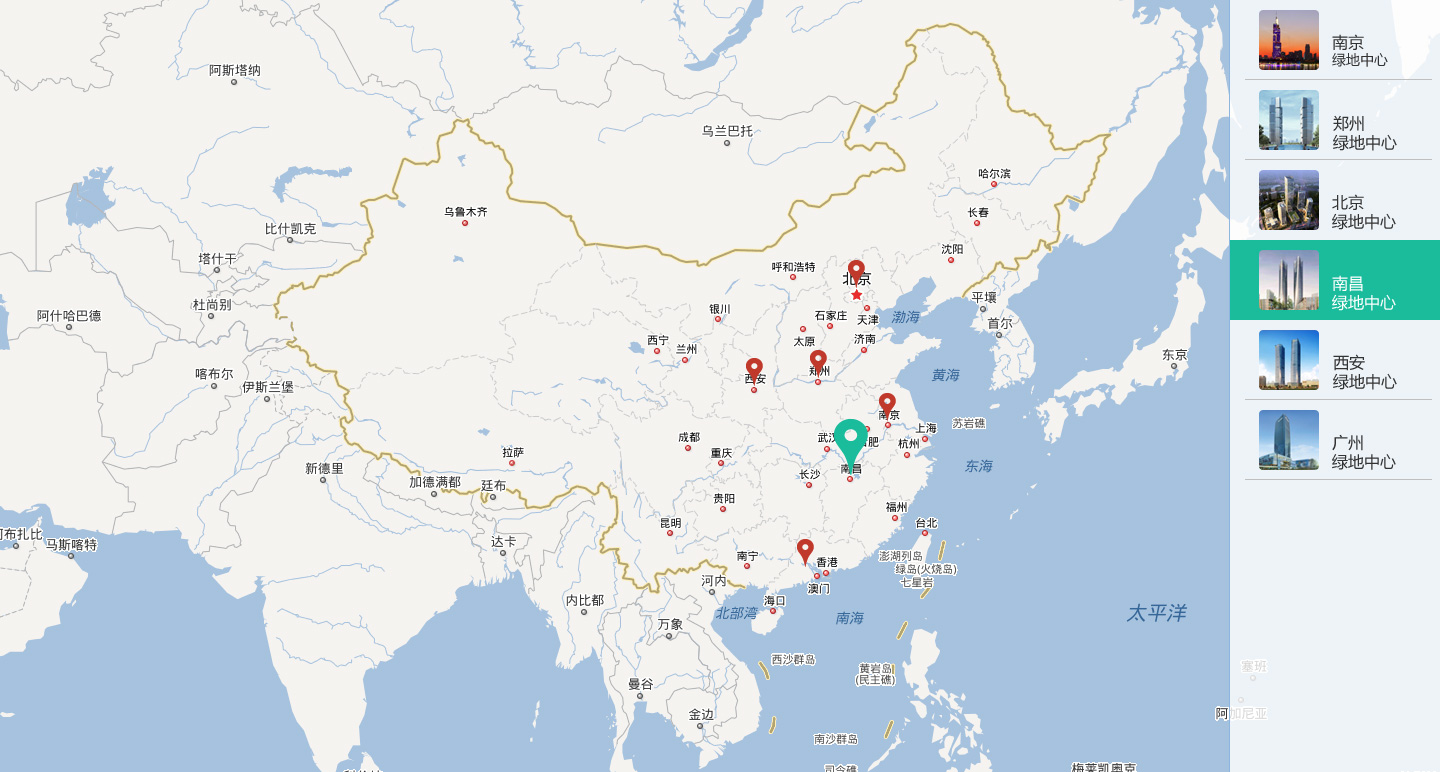 阿斯塔纳
乌兰巴托
哈尔滨
乌鲁木齐
长春
比什凯克
沈阳
塔什干
呼和浩特
北京
平壤
杜尚别
银川
石家庄
天津
渤海
阿什哈巴德
首尔
西宁
兰州
太原
济南
东京
喀布尔
伊斯兰堡
西安
郑州
黄海
南京
苏岩礁
上海
成都
武汉
肥
杭州
拉萨
重庆
新德里
南昌
东海
加德满都
廷布
长沙
贵阳
福州
昆明
台北
布扎比
马斯喀特
达卡
南宁
香港
澎湖列岛
绿岛(火烧岛)
七星岩
河内
澳门
内比都
海口
北部湾
南海
太平洋
万象
西沙群岛
黄岩岛
(民主礁)
塞班
曼谷
金边
阿加尼亚
南沙群岛
司令礁
梅莱凯奥克
南京
绿地中心
郑州
绿地中心
北京
绿地中心
南昌
绿地中心
西安
绿地中心
广州
绿地中心